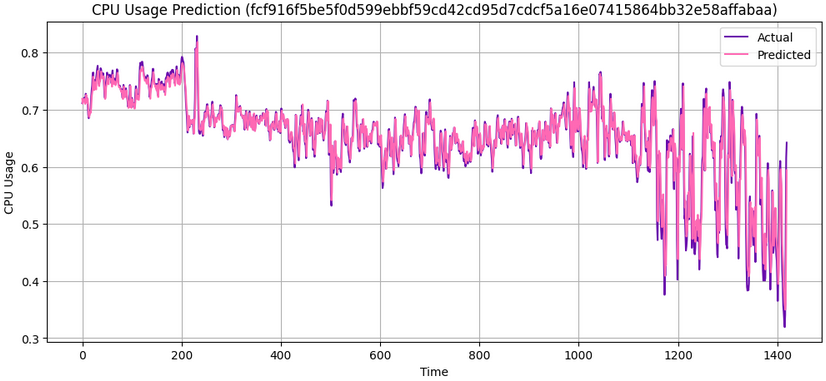 CPU Usage Prediction (fcf916f5be5f0d599ebbf59cd42cd95d7cdcf5a16e07415864bb32e58affabaa)
Actual
Predicted
CPU Usage
0.8
0.7
0.6
0.5
0.4
0.3
0 200 400 600 800 1000 1200 1400
Time